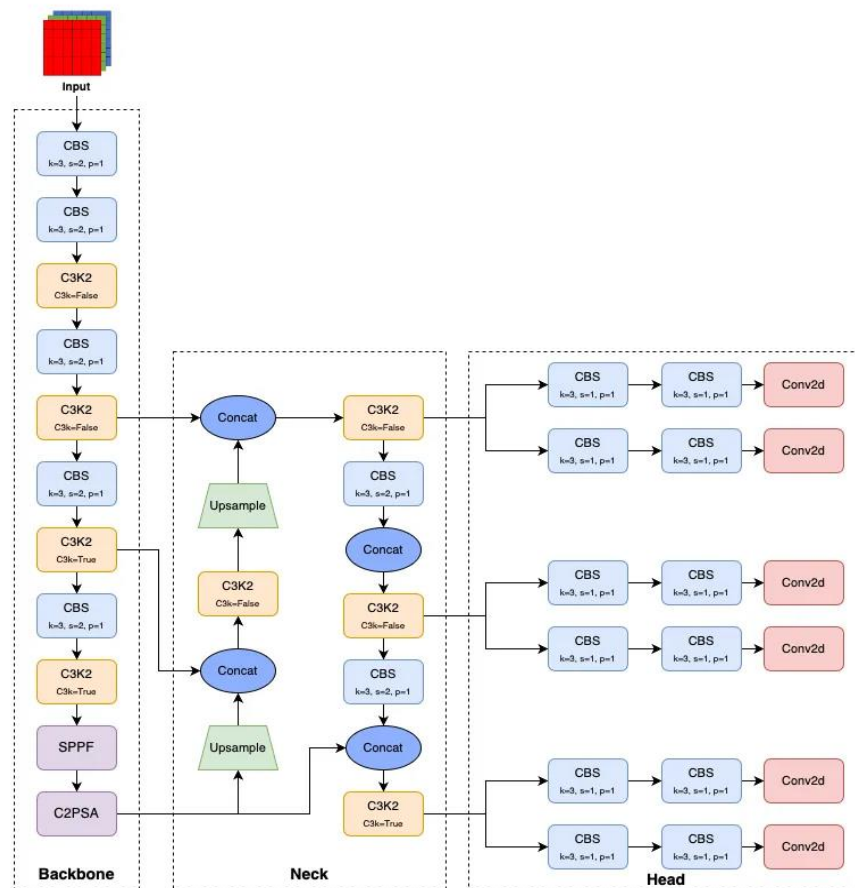 Input
CBS
k=3, s=2, p=1
CBS
k=3, s=2, p=1
C3K2
C3k=False
CBS
k=3, s=2, p=1
C3K2
C3k=False
CBS
k=3, s=2, p=1
C3K2
C3k=True
CBS
k=3, s=2, p=1
C3K2
C3k=True
SPPF
C2PSA
Backbone
Concat
Upsample
C3K2
C3k=False
Concat
Upsample
C3K2
C3k=False
CBS
k=3, s=2, p=1
Concat
C3K2
C3k=False
CBS
k=3, s=2, p=1
Concat
C3K2
C3k=True
Neck
CBS
k=3, s=1, p=1
CBS
k=3, s=1, p=1
Conv2d
CBS
k=3, s=1, p=1
CBS
k=3, s=1, p=1
Conv2d
CBS
k=3, s=1, p=1
CBS
k=3, s=1, p=1
Conv2d
CBS
k=3, s=1, p=1
CBS
k=3, s=1, p=1
Conv2d
CBS
k=3, s=1, p=1
CBS
k=3, s=1, p=1
Conv2d
CBS
k=3, s=1, p=1
CBS
k=3, s=1, p=1
Conv2d
Head